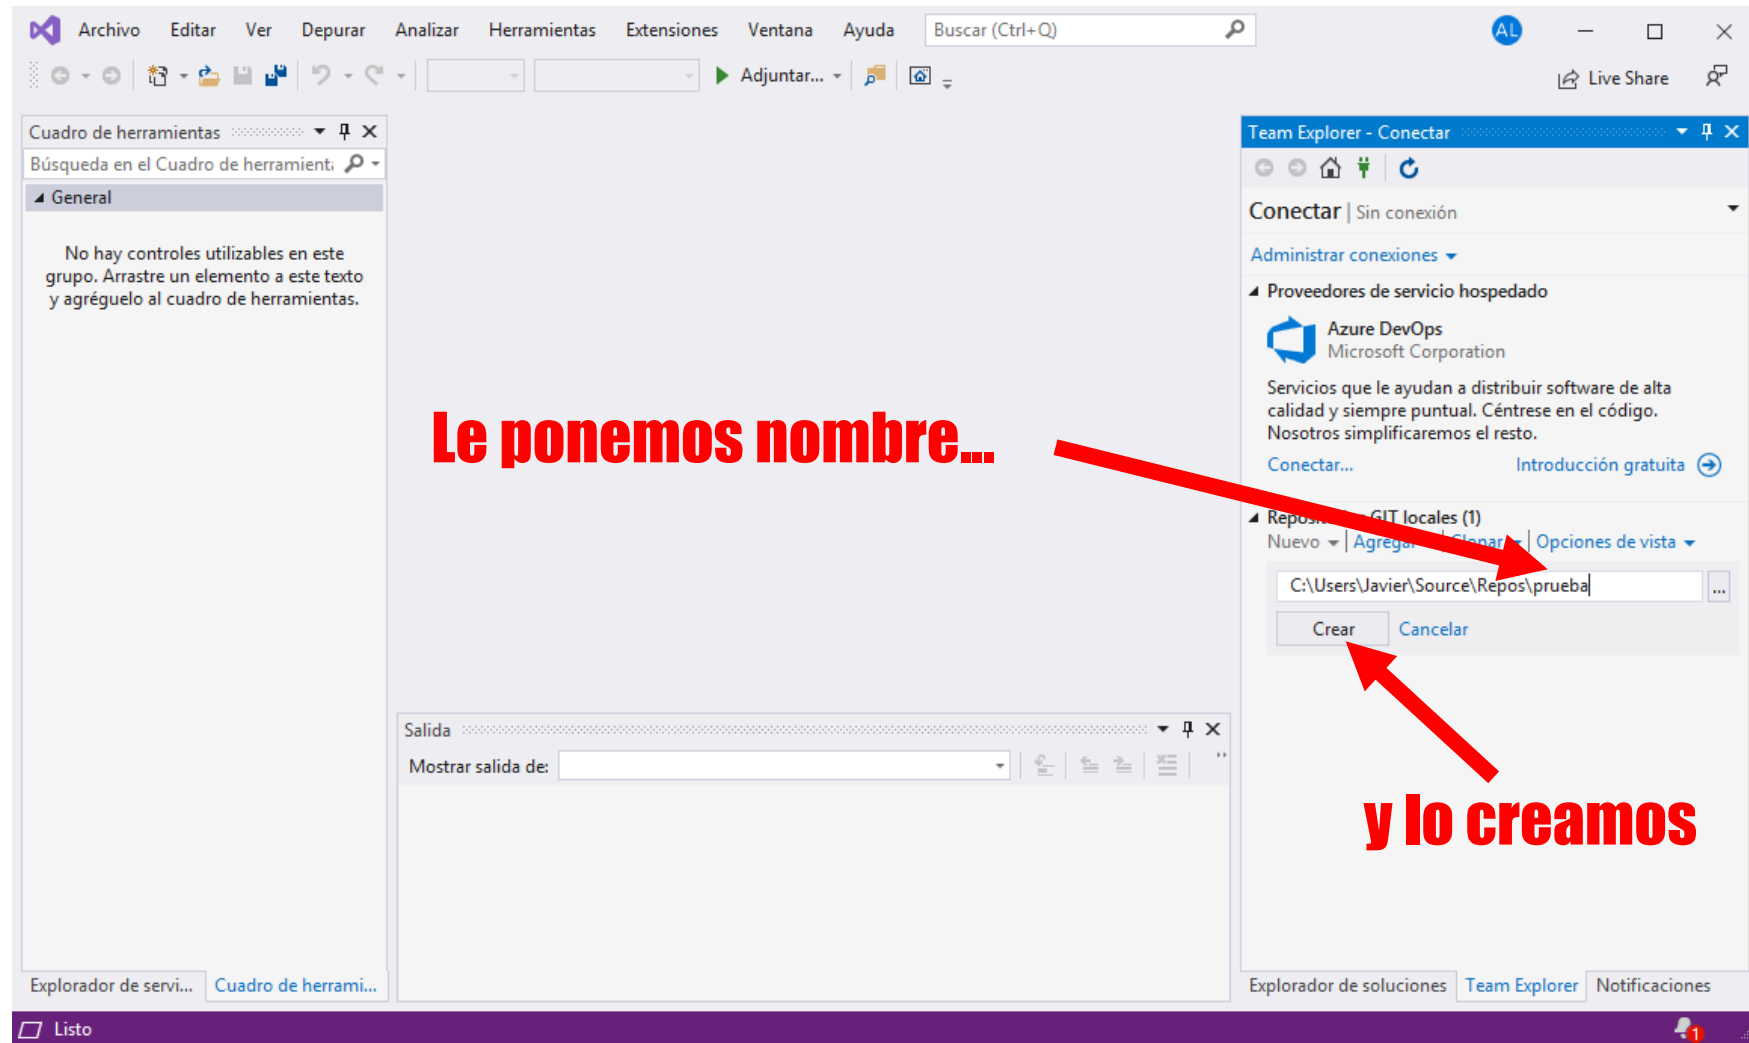 Archivo Editar Ver Depurar Analizar Herramientas Extensiones Ventana Ayuda Buscar (Ctrl+Q) AL
Adjuntar... Live Share
Cuadro de herramientas
Búsqueda en el Cuadro de herramient
General
No hay controles utilizables en este
grupo. Arrastre un elemento a este texto
y agréguelo al cuadro de herramientas.
Le ponemos nombre...
Salida
Mostrar salida de:
Team Explorer - Conectar
Conectar | Sin conexión
Administrar conexiones
Proveedores de servicio hospedado
Azure DevOps
Microsoft Corporation
Servicios que le ayudan a distribuir software de alta
calidad y siempre puntual. Céntrese en el código.
Nosotros simplificaremos el resto.
Conectar... Introducción gratuita
GIT locales (1)
Nuevo | Agregar | Clonar | Opciones de vista
C:\Users\Javier\Source\Repos\prueba ...
Crear Cancelar
y lo creamos
Explorador de servi... Cuadro de herrami...
Explorador de soluciones Team Explorer Notificaciones
Listo 1